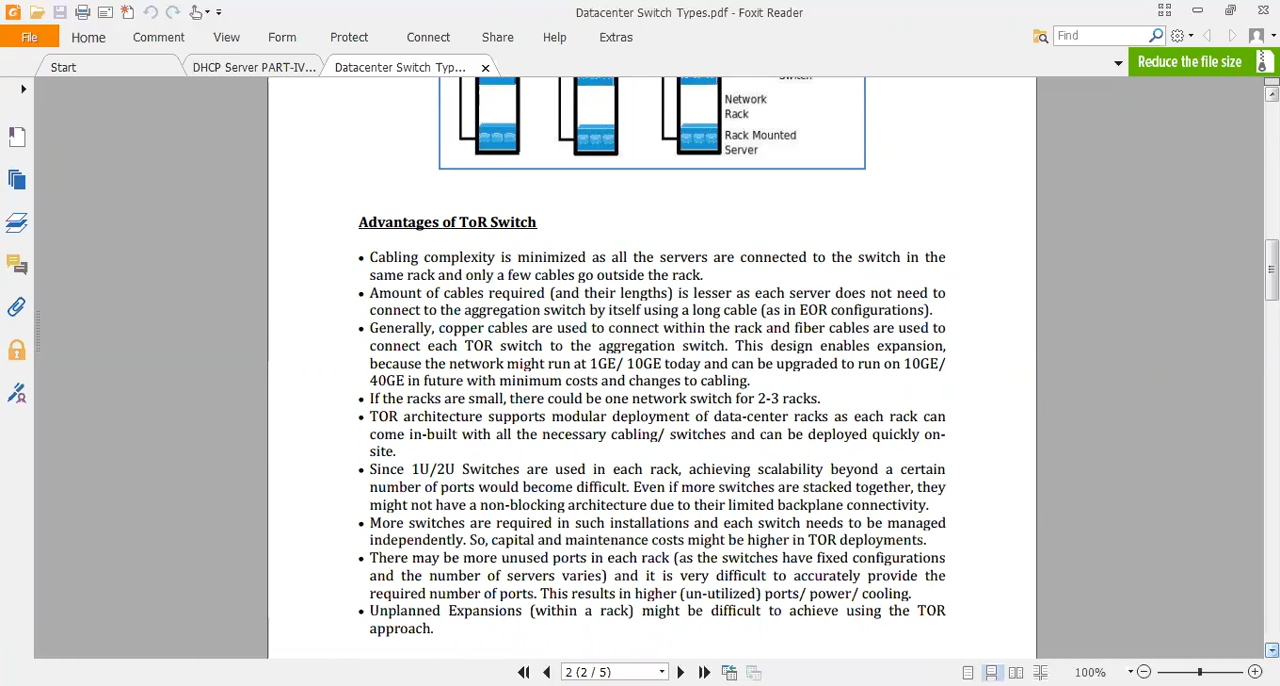 Datacenter Switch Types.pdf - Foxit Reader
File Home Comment View Form Protect Connect Share Help Extras Find
Start DHCP Server PART-IV... Datacenter Switch Typ... Reduce the file size
Network
Rack
Rack Mounted
Server
Advantages of ToR Switch
• Cabling complexity is minimized as all the servers are connected to the switch in the
same rack and only a few cables go outside the rack.
• Amount of cables required (and their lengths) is lesser as each server does not need to
connect to the aggregation switch by itself using a long cable (as in EOR configurations).
• Generally, copper cables are used to connect within the rack and fiber cables are used to
connect each TOR switch to the aggregation switch. This design enables expansion,
because the network might run at 1GE/ 10GE today and can be upgraded to run on 10GE/
40GE in future with minimum costs and changes to cabling.
• If the racks are small, there could be one network switch for 2-3 racks.
• TOR architecture supports modular deployment of data-center racks as each rack can
come in-built with all the necessary cabling/ switches and can be deployed quickly on-
site.
• Since 1U/2U Switches are used in each rack, achieving scalability beyond a certain
number of ports would become difficult. Even if more switches are stacked together, they
might not have a non-blocking architecture due to their limited backplane connectivity.
• More switches are required in such installations and each switch needs to be managed
independently. So, capital and maintenance costs might be higher in TOR deployments.
• There may be more unused ports in each rack (as the switches have fixed configurations
and the number of servers varies) and it is very difficult to accurately provide the
required number of ports. This results in higher (un-utilized) ports/ power/ cooling.
• Unplanned Expansions (within a rack) might be difficult to achieve using the TOR
approach.
2 (2 / 5) 100%